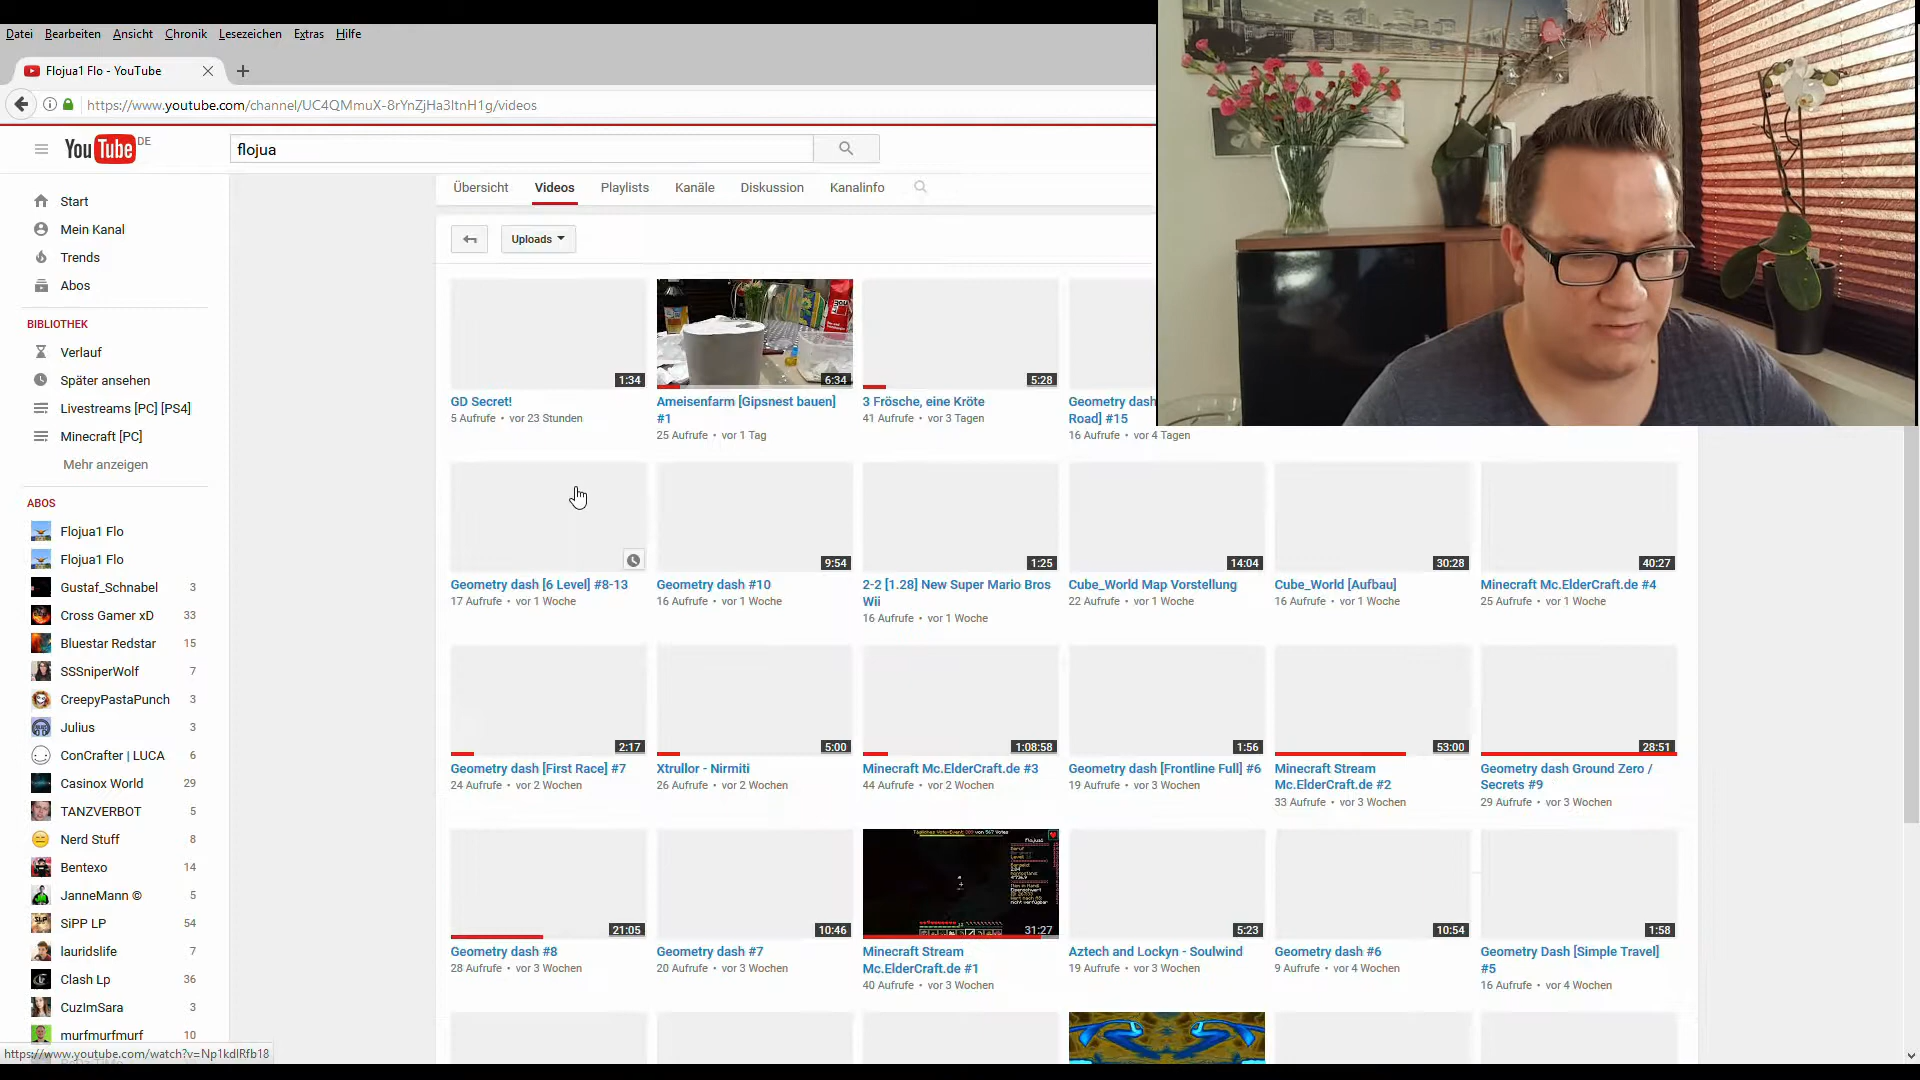 Datei Bearbeiten Ansicht Chronik Lesezeichen Extras Hilfe
Flojua1 Flo - YouTube
https://www.youtube.com/channel/UC4QMmuX-8rYnZjHa3ltnH1g/videos
YouTube DE
flojua
Übersicht Videos Playlists Kanäle Diskussion Kanalinfo
Uploads
Start
Mein Kanal
Trends
Abos
BIBLIOTHEK
Verlauf
Später ansehen
Livestreams [PC] [PS4]
Minecraft [PC]
Mehr anzeigen
ABOS
Flojua1 Flo
Flojua1 Flo
Gustaf_Schnabel 3
Cross Gamer xD 33
Bluestar Redstar 15
SSSniperWolf 7
CreepyPastaPunch 3
Julius 3
ConCrafter | LUCA 6
Casinox World 29
TANZVERBOT 5
Nerd Stuff 8
Bentexo 14
JanneMann © 5
SiPP LP 54
lauridslife 7
Clash Lp 36
CuzImSara 3
murfmurfmurf 10
https://www.youtube.com/watch?v=Np1kdlRfb18
1:34
GD Secret!
5 Aufrufe • vor 23 Stunden
6:34
Ameisenfarm [Gipsnest bauen]
#1
25 Aufrufe • vor 1 Tag
5:28
3 Frösche, eine Kröte
41 Aufrufe • vor 3 Tagen
Geometry dash
Road] #15
16 Aufrufe • vor 4 Tagen
Geometry dash [6 Level] #8-13
17 Aufrufe • vor 1 Woche
9:54
Geometry dash #10
16 Aufrufe • vor 1 Woche
1:25
2-2 [1.28] New Super Mario Bros
Wii
16 Aufrufe • vor 1 Woche
14:04
Cube_World Map Vorstellung
22 Aufrufe • vor 1 Woche
30:28
Cube_World [Aufbau]
16 Aufrufe • vor 1 Woche
40:27
Minecraft Mc.ElderCraft.de #4
25 Aufrufe • vor 1 Woche
2:17
Geometry dash [First Race] #7
24 Aufrufe • vor 2 Wochen
5:00
Xtrullor - Nirmiti
26 Aufrufe • vor 2 Wochen
1:08:58
Minecraft Mc.ElderCraft.de #3
44 Aufrufe • vor 2 Wochen
1:56
Geometry dash [Frontline Full] #6
19 Aufrufe • vor 3 Wochen
53:00
Minecraft Stream
Mc.ElderCraft.de #2
33 Aufrufe • vor 3 Wochen
28:51
Geometry dash Ground Zero /
Secrets #9
29 Aufrufe • vor 3 Wochen
21:05
Geometry dash #8
28 Aufrufe • vor 3 Wochen
10:46
Geometry dash #7
20 Aufrufe • vor 3 Wochen
31:27
Minecraft Stream
Mc.ElderCraft.de #1
40 Aufrufe • vor 3 Wochen
5:23
Aztech and Lockyn - Soulwind
19 Aufrufe • vor 3 Wochen
10:54
Geometry dash #6
9 Aufrufe • vor 4 Wochen
1:58
Geometry Dash [Simple Travel]
#5
16 Aufrufe • vor 4 Wochen